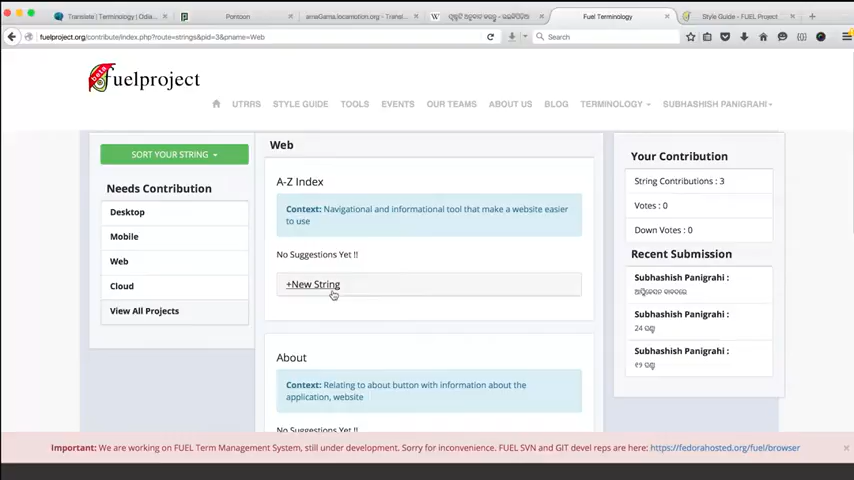 Translate | Terminology | Odia...
Pontoon
amaGama.locamotion.org - Transl...
Fuel Terminology
Style Guide - FUEL Project
fuelproject.org/contribute/index.php?route=strings&pid=3&pname=Web
Search
beta
fuelproject
UTRRS STYLE GUIDE TOOLS EVENTS OUR TEAMS ABOUT US BLOG TERMINOLOGY SUBHASHISH PANIGRAHI
SORT YOUR STRING
Needs Contribution
Desktop
Mobile
Web
Cloud
View All Projects
Web
A-Z Index
Context: Navigational and informational tool that make a website easier
to use
No Suggestions Yet !!
+New String
About
Context: Relating to about button with information about the
application, website
No Suggestions Yet !!
Your Contribution
String Contributions : 3
Votes : 0
Down Votes : 0
Recent Submission
Subhashish Panigrahi :
Subhashish Panigrahi :
24 ଘଣ୍ଟା
Subhashish Panigrahi :
୧୨ ଘଣ୍ଟା
Important: We are working on FUEL Term Management System, still under development. Sorry for inconvenience. FUEL SVN and GIT devel reps are here: https://fedorahosted.org/fuel/browser